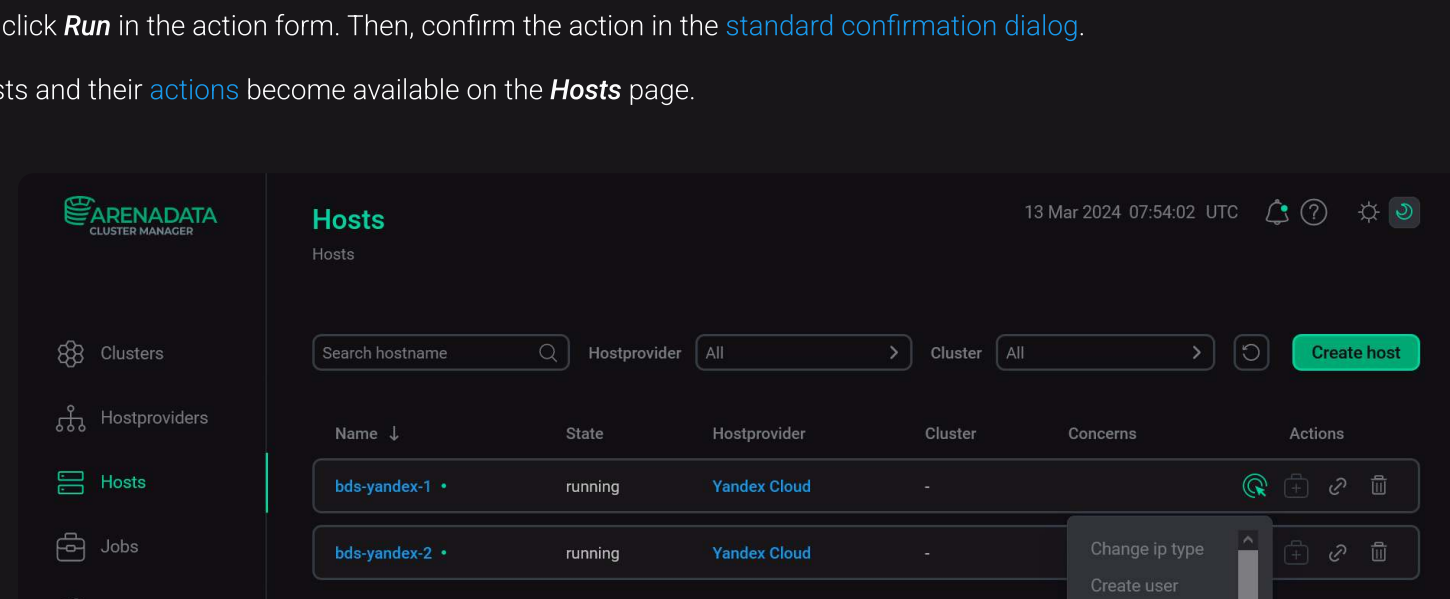 click Run in the action form. Then, confirm the action in the standard confirmation dialog.
and their actions become available on the Hosts page.
ARENADATA
CLUSTER MANAGER
Hosts
13 Mar 2024 07:54:02 UTC
Hosts
Clusters
Hostproviders
Hosts
Jobs
Search hostname
Hostprovider
All
Cluster
All
Create host
Name State Hostprovider Cluster Concerns Actions
bds-yandex-1 running Yandex Cloud -
bds-yandex-2 running Yandex Cloud -
Change ip type
Create user